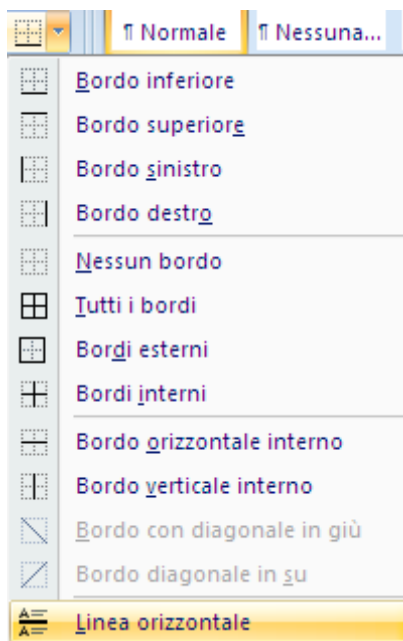 ¶ Normale ¶ Nessuna...
Bordo inferiore
Bordo superiore
Bordo sinistro
Bordo destro
Nessun bordo
Tutti i bordi
Bordi esterni
Bordi interni
Bordo orizzontale interno
Bordo verticale interno
Bordo con diagonale in giù
Bordo diagonale in su
Linea orizzontale